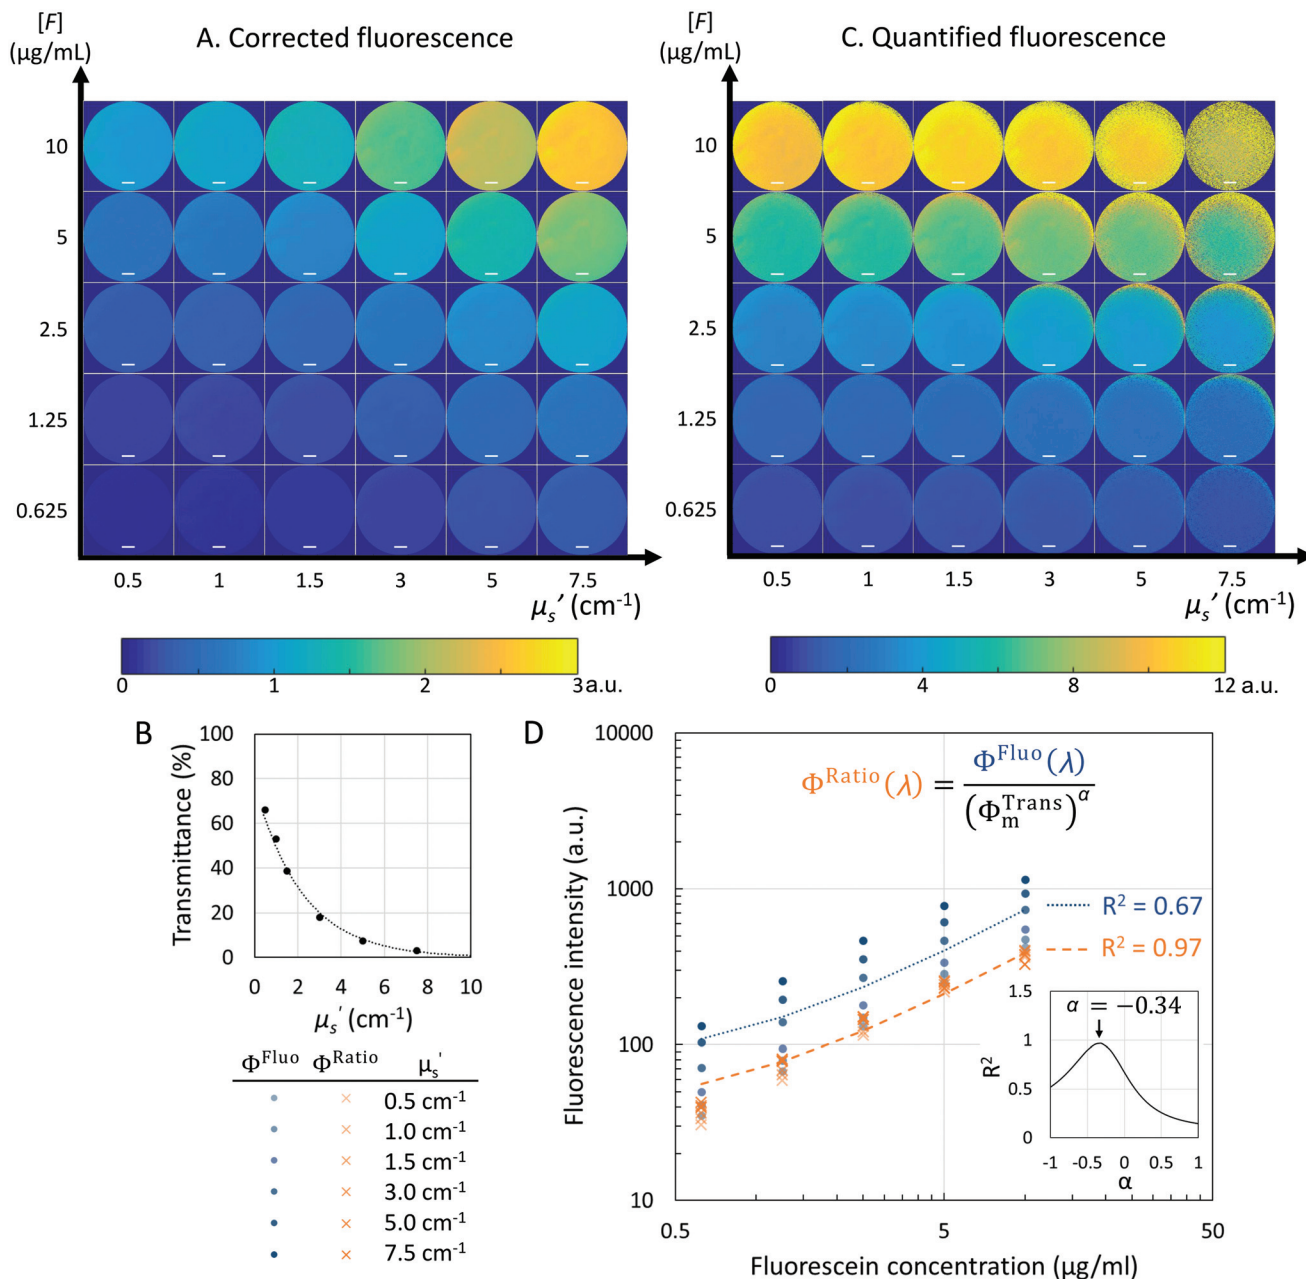 [F]
(µg/mL)
A. Corrected fluorescence
10
5
2.5
1.25
0.625
0.5 1 1.5 3 5 7.5
µs' (cm-1)
0 1 2 3 a.u.
[F]
(µg/mL)
C. Quantified fluorescence
10
5
2.5
1.25
0.625
0.5 1 1.5 3 5 7.5
µs' (cm-1)
0 4 8 12 a.u.
B
Transmittance (%)
100
80
60
40
20
0
0 2 4 6 8 10
µs' (cm-1)
ΦFluo ΦRatio µs'
0.5 cm-1
1.0 cm-1
1.5 cm-1
3.0 cm-1
5.0 cm-1
7.5 cm-1
D
Fluorescence intensity (a.u.)
10000
1000
100
10
ΦRatio(λ) = ΦFluo(λ) / (ΦmTrans)α
R2 = 0.67
R2 = 0.97
α = −0.34
R2
1.5
1
0.5
0
-1 -0.5 0 0.5 1
α
0.5 5 50
Fluorescein concentration (µg/ml)